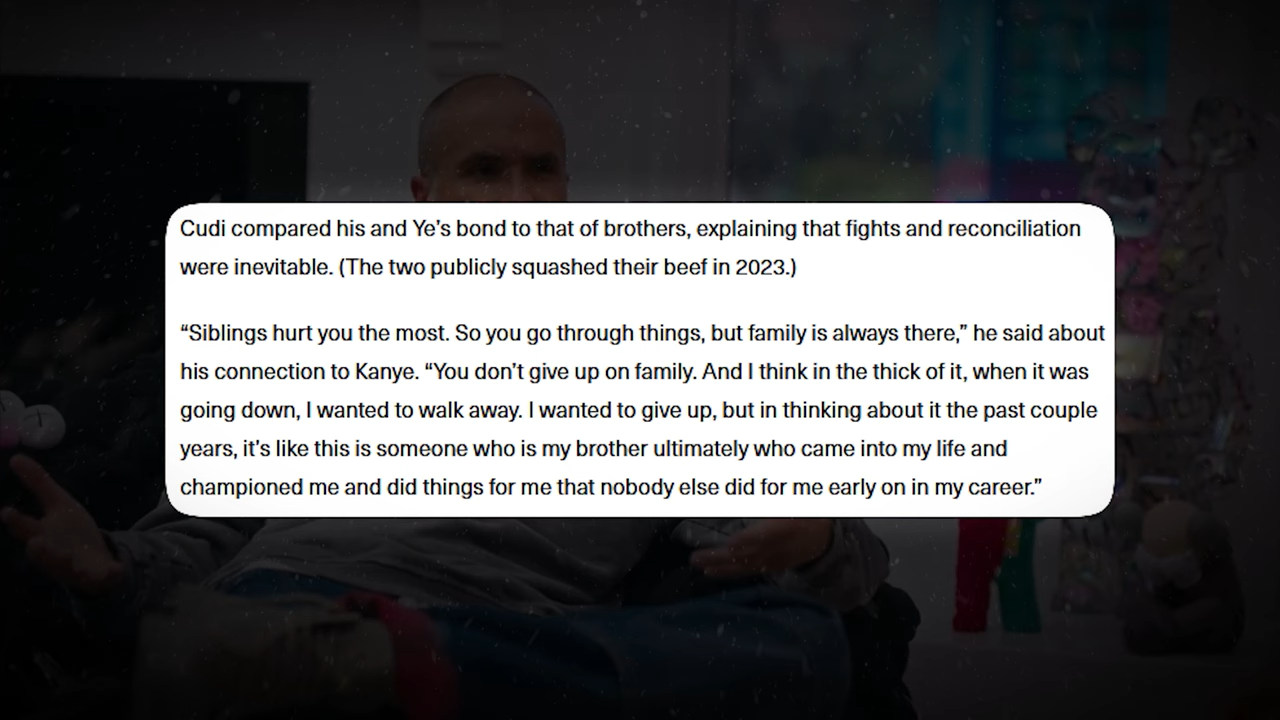 Cudi compared his and Ye’s bond to that of brothers, explaining that fights and reconciliation
were inevitable. (The two publicly squashed their beef in 2023.)
“Siblings hurt you the most. So you go through things, but family is always there,” he said about
his connection to Kanye. “You don’t give up on family. And I think in the thick of it, when it was
going down, I wanted to walk away. I wanted to give up, but in thinking about it the past couple
years, it’s like this is someone who is my brother ultimately who came into my life and
championed me and did things for me that nobody else did for me early on in my career.”